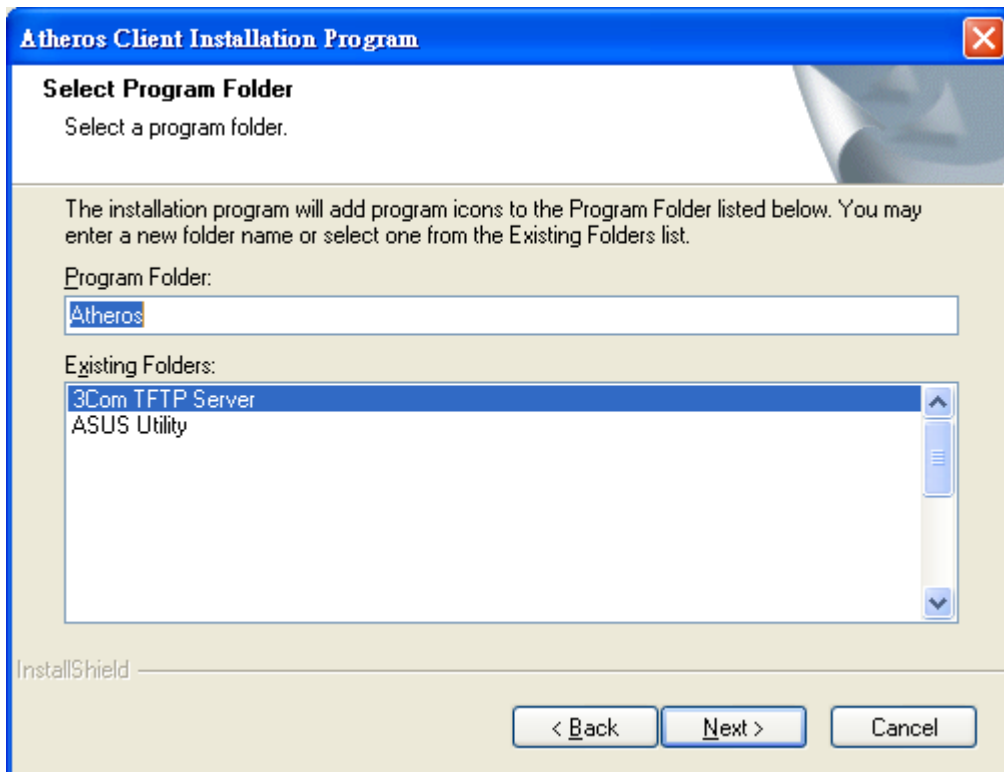 Atheros Client Installation Program
Select Program Folder
Select a program folder.
The installation program will add program icons to the Program Folder listed below. You may
enter a new folder name or select one from the Existing Folders list.
Program Folder:
Atheros
Existing Folders:
3Com TFTP Server
ASUS Utility
InstallShield
< Back
Next >
Cancel